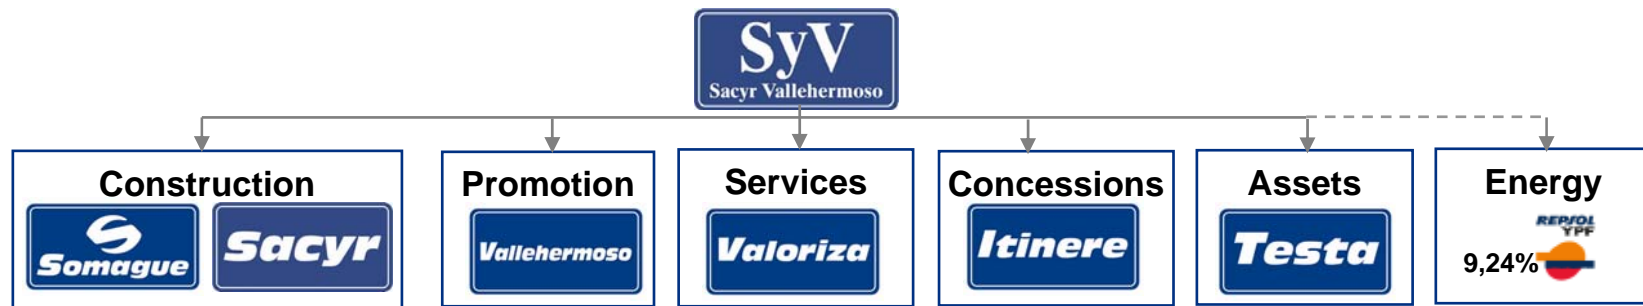 SyV
Sacyr Vallehermoso
Construction
Somague
Sacyr
Promotion
Vallehermoso
Services
Valoriza
Concessions
Itinere
Assets
Testa
Energy
REPSOL
YPF
9,24%